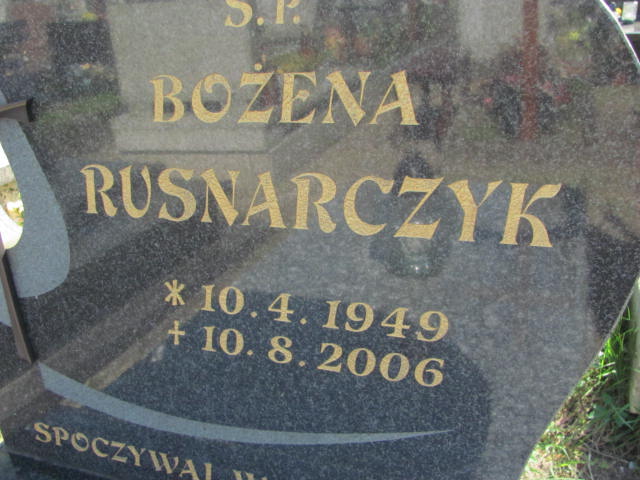 Ś.P.
BOŻENA
RUSNARCZYK
* 10.4.1949
+ 10.8.2006
SPOCZYWAJ